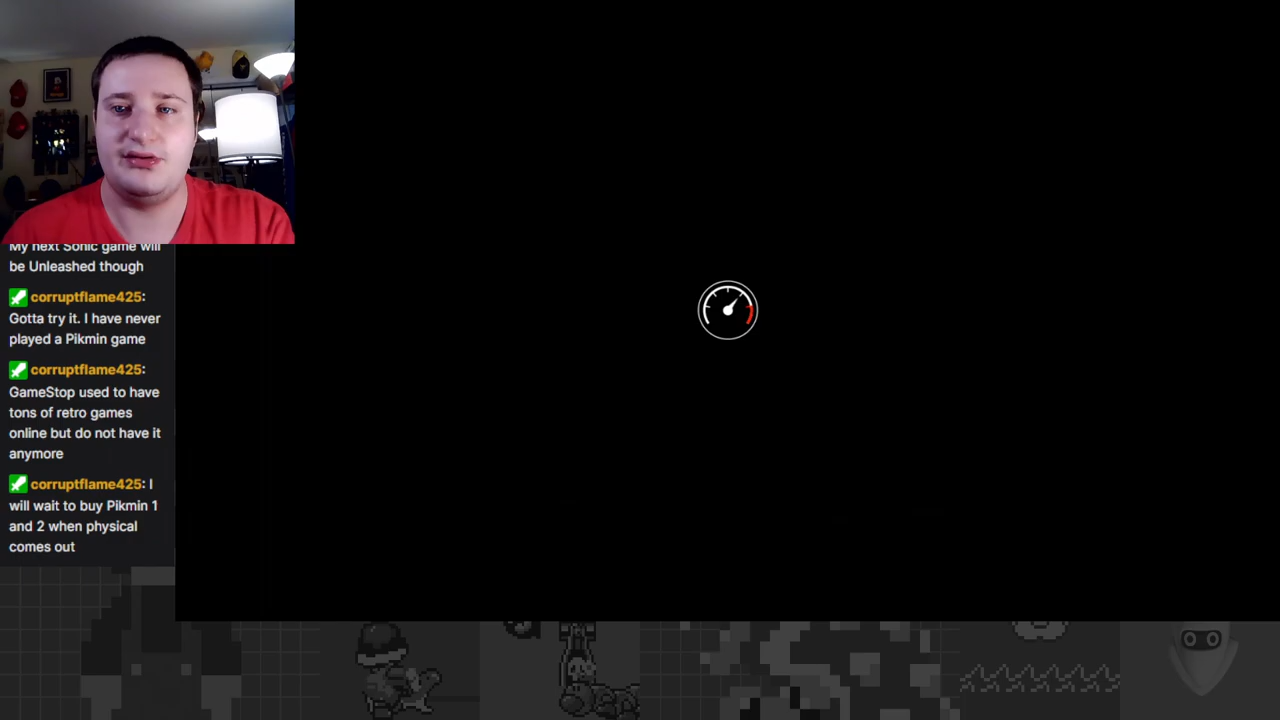 My next Sonic game will
be Unleashed though
corruptflame425:
Gotta try it. I have never
played a Pikmin game
corruptflame425:
GameStop used to have
tons of retro games
online but do not have it
anymore
corruptflame425: I
will wait to buy Pikmin 1
and 2 when physical
comes out